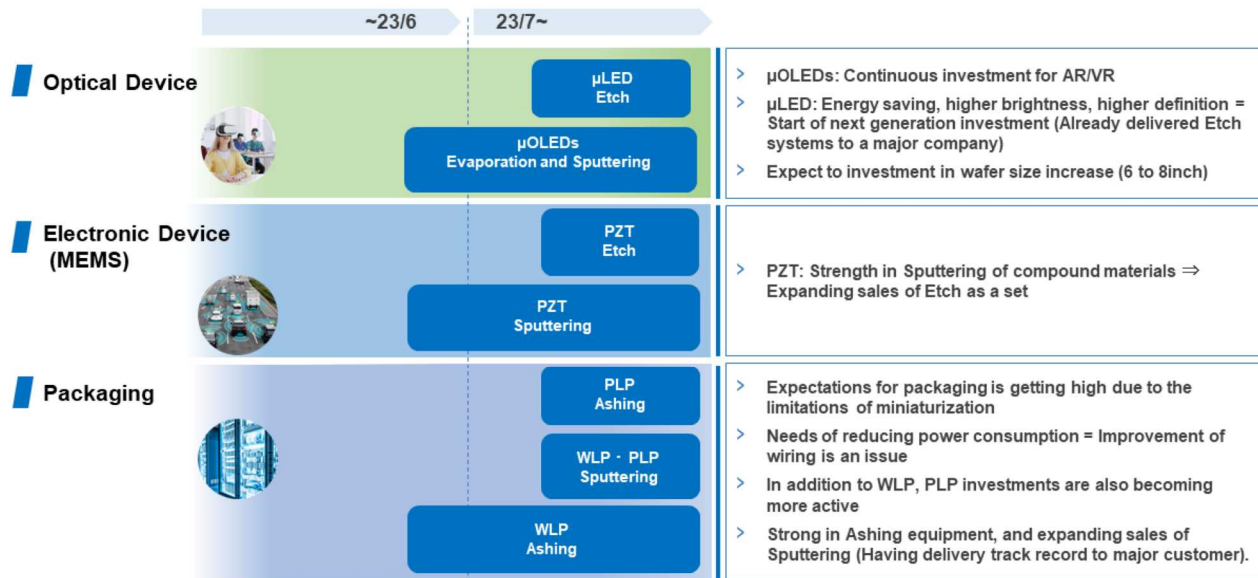 ~23/6
23/7~
Optical Device
µLED
Etch
µOLEDs
Evaporation and Sputtering
> µOLEDs: Continuous investment for AR/VR
> µLED: Energy saving, higher brightness, higher definition =
Start of next generation investment (Already delivered Etch
systems to a major company)
> Expect to investment in wafer size increase (6 to 8inch)
Electronic Device
(MEMS)
PZT
Etch
PZT
Sputtering
> PZT: Strength in Sputtering of compound materials ⇒
Expanding sales of Etch as a set
Packaging
PLP
Ashing
WLP・PLP
Sputtering
WLP
Ashing
> Expectations for packaging is getting high due to the
limitations of miniaturization
> Needs of reducing power consumption = Improvement of
wiring is an issue
> In addition to WLP, PLP investments are also becoming
more active
> Strong in Ashing equipment, and expanding sales of
Sputtering (Having delivery track record to major customer).